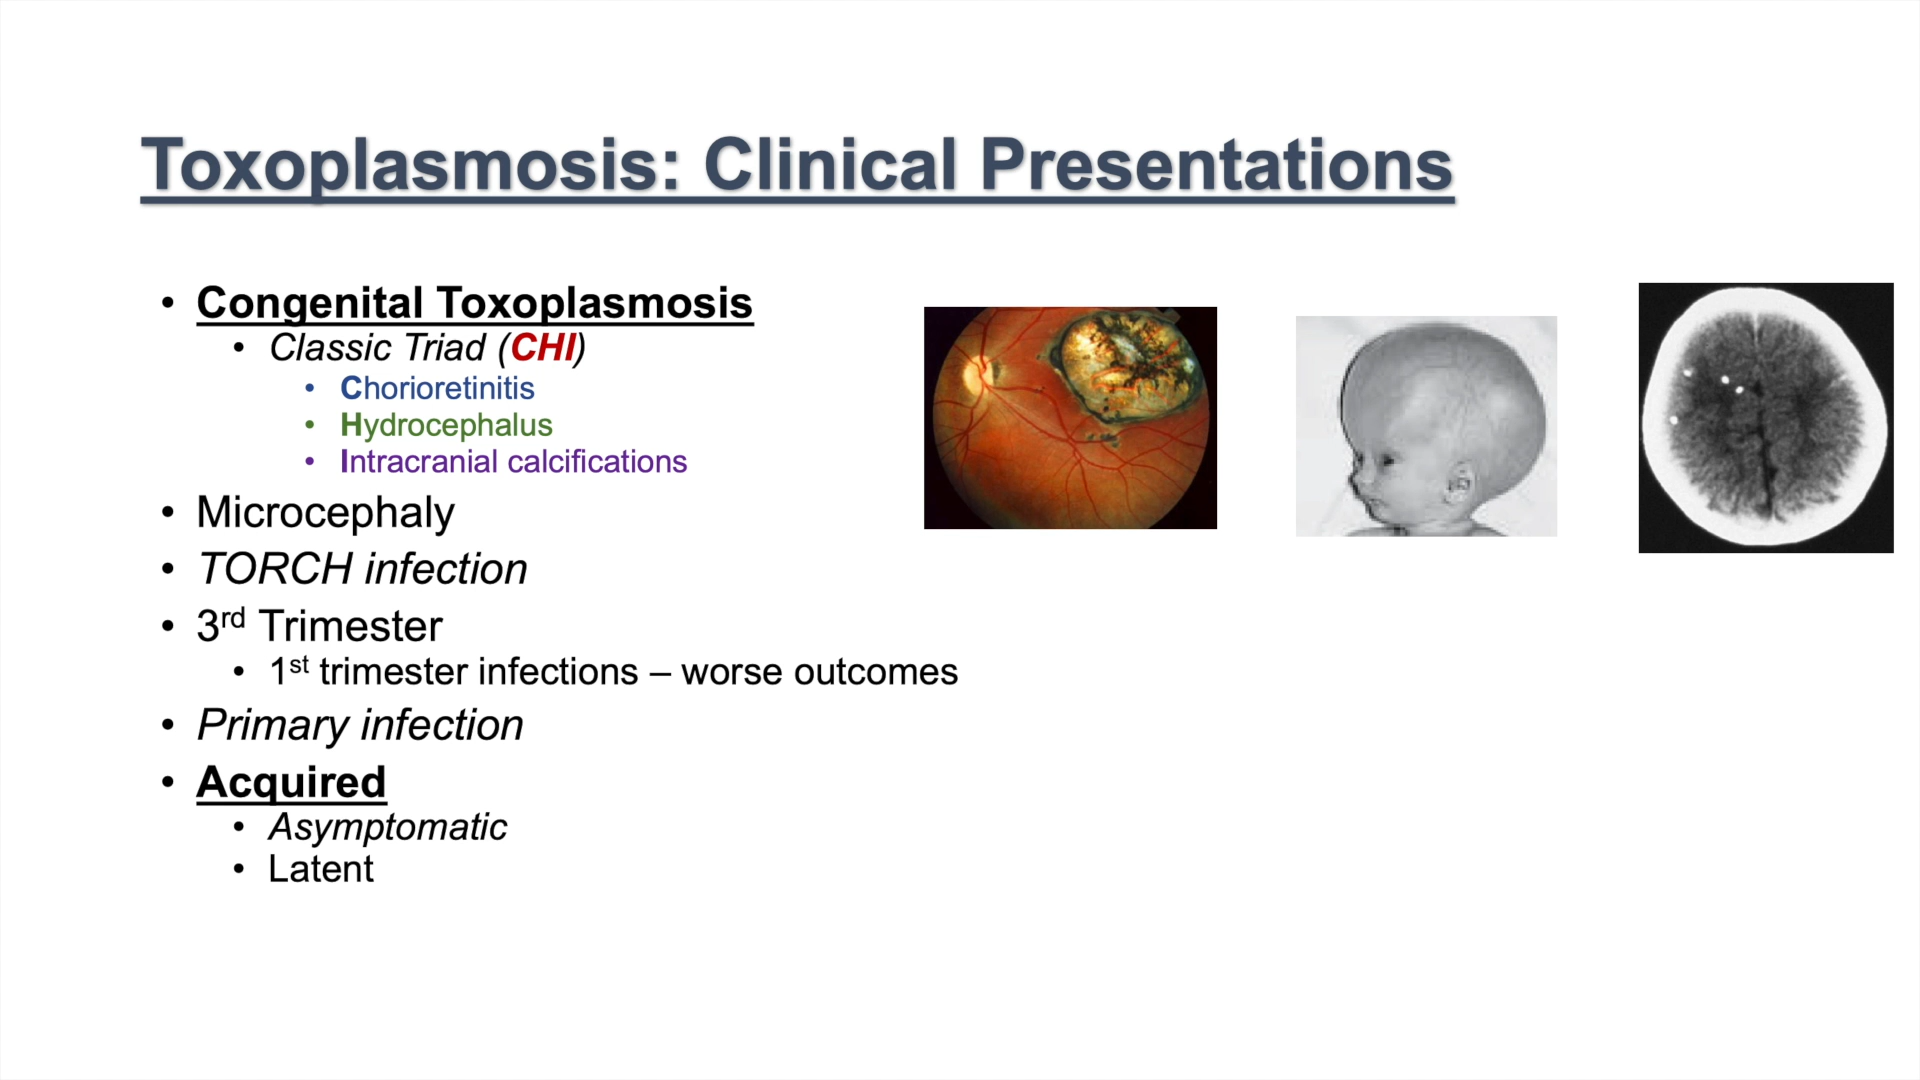 Toxoplasmosis: Clinical Presentations
• Congenital Toxoplasmosis
• Classic Triad (CHI)
• Chorioretinitis
• Hydrocephalus
• Intracranial calcifications
• Microcephaly
• TORCH infection
• 3rd Trimester
• 1st trimester infections – worse outcomes
• Primary infection
• Acquired
• Asymptomatic
• Latent